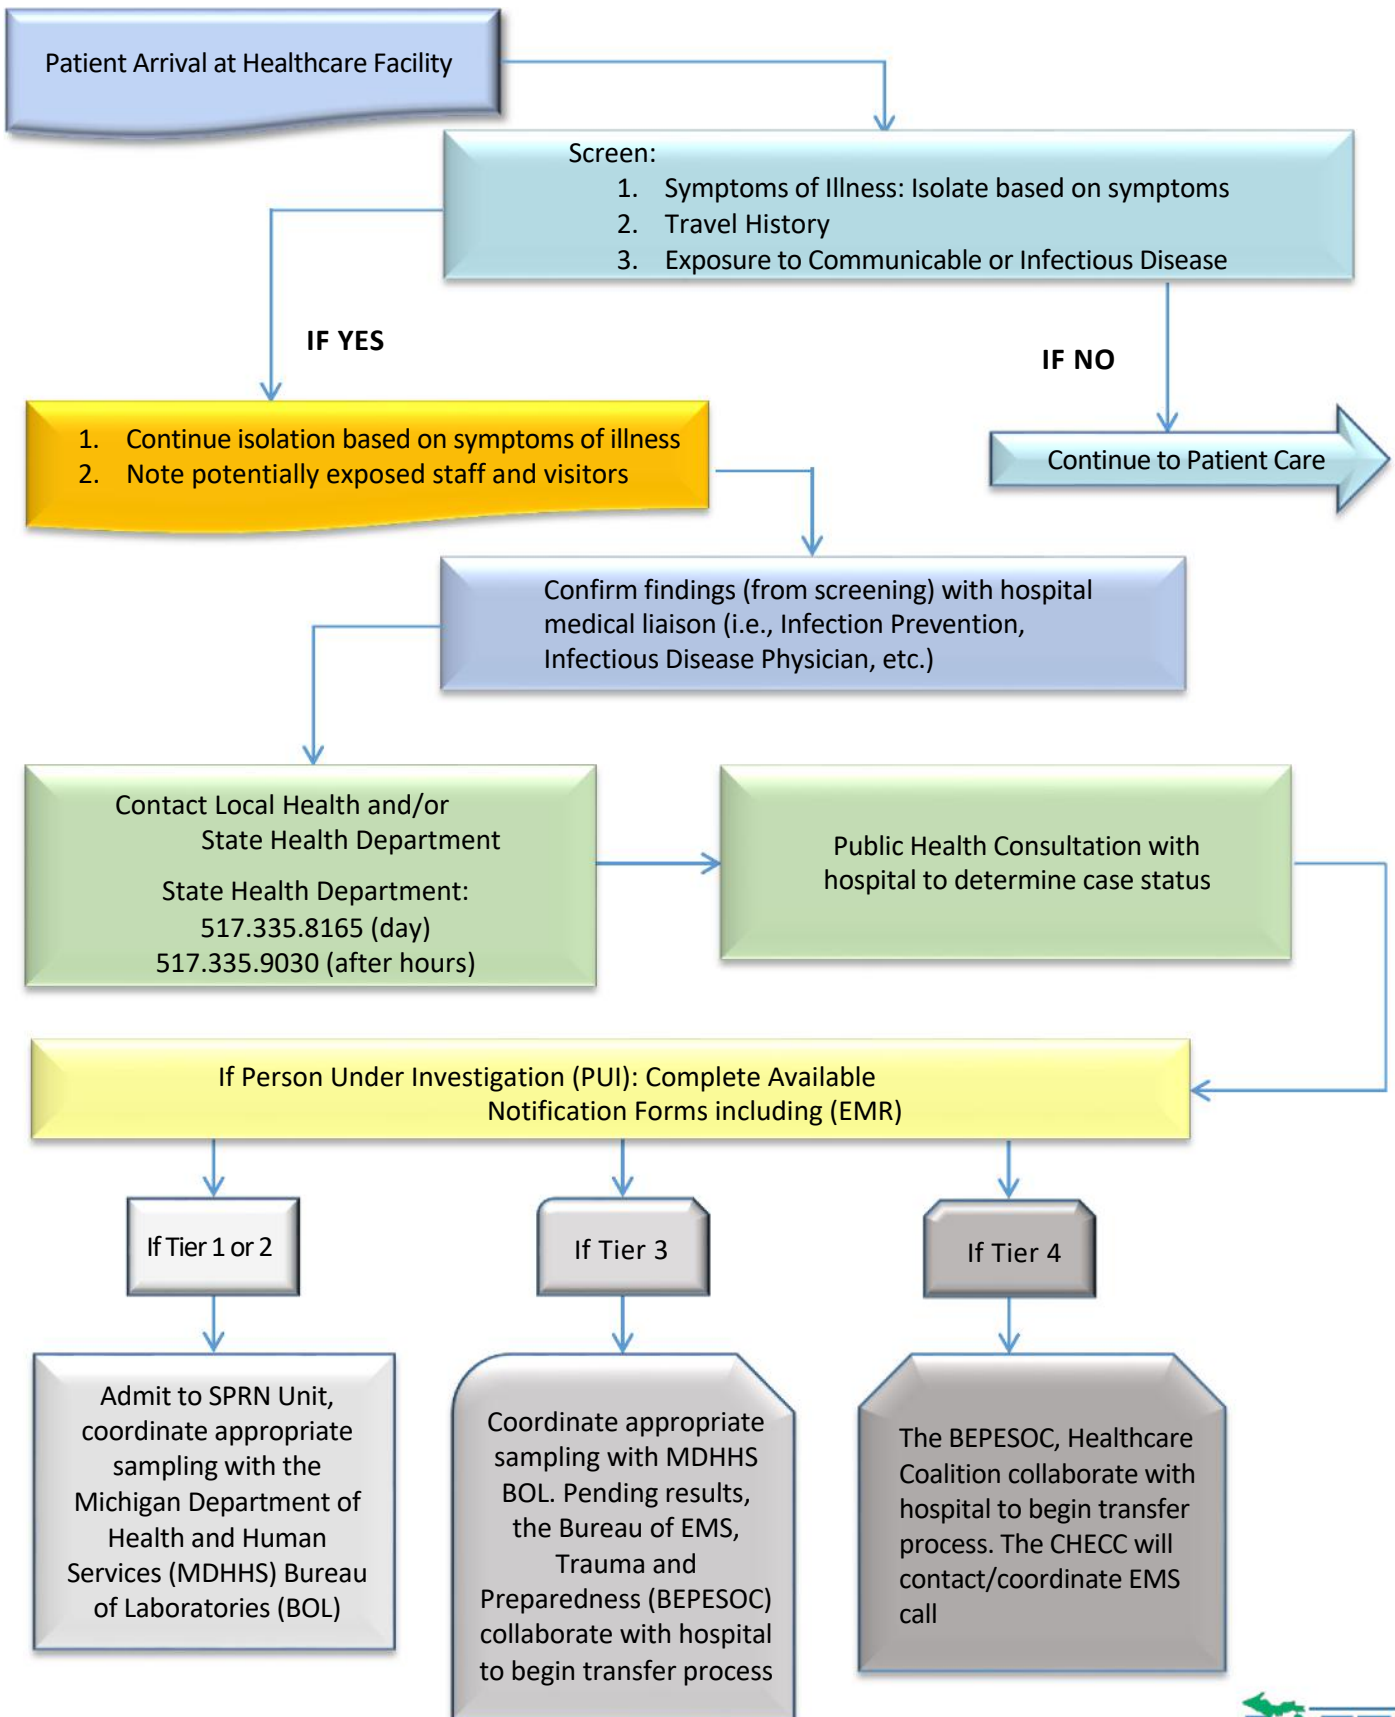 Patient Arrival at Healthcare Facility
Screen:
1. Symptoms of Illness: Isolate based on symptoms
2. Travel History
3. Exposure to Communicable or Infectious Disease
IF YES
IF NO
1. Continue isolation based on symptoms of illness
2. Note potentially exposed staff and visitors
Continue to Patient Care
Confirm findings (from screening) with hospital
medical liaison (i.e., Infection Prevention,
Infectious Disease Physician, etc.)
Contact Local Health and/or
State Health Department
State Health Department:
517.335.8165 (day)
517.335.9030 (after hours)
Public Health Consultation with
hospital to determine case status
If Person Under Investigation (PUI): Complete Available
Notification Forms including (EMR)
If Tier 1 or 2
If Tier 3
If Tier 4
Admit to SPRN Unit,
coordinate appropriate
sampling with the
Michigan Department of
Health and Human
Services (MDHHS) Bureau
of Laboratories (BOL)
Coordinate appropriate
sampling with MDHHS
BOL. Pending results,
the Bureau of EMS,
Trauma and
Preparedness (BEPESOC)
collaborate with hospital
to begin transfer process
The BEPESOC, Healthcare
Coalition collaborate with
hospital to begin transfer
process. The CHECC will
contact/coordinate EMS
call